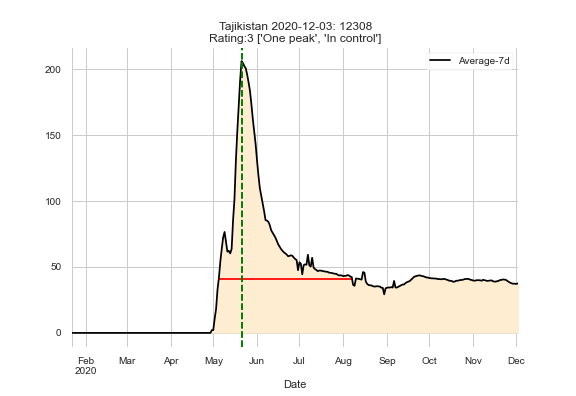 Tajikistan 2020-12-03: 12308
Rating:3 ['One peak', 'In control']
Average-7d
200
150
100
50
0
Feb Mar Apr May Jun Jul Aug Sep Oct Nov Dec
2020
Date